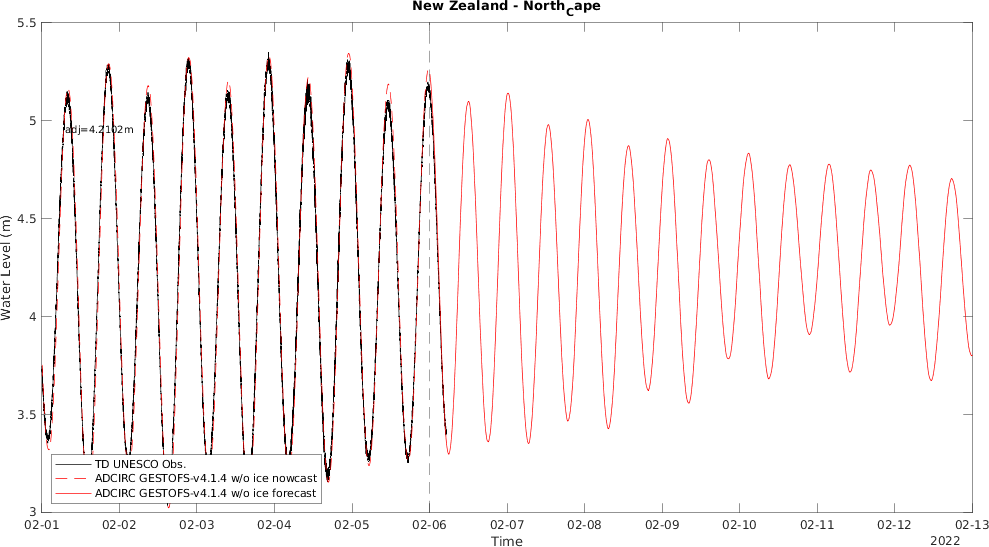 New Zealand - NorthCape
5.5
5
4.5
4
3.5
3
Water Level (m)
adj=4.2102m
TD UNESCO Obs.
ADCIRC GESTOFS-v4.1.4 w/o ice nowcast
ADCIRC GESTOFS-v4.1.4 w/o ice forecast
02-01 02-02 02-03 02-04 02-05 02-06 02-07 02-08 02-09 02-10 02-11 02-12 02-13
Time
2022